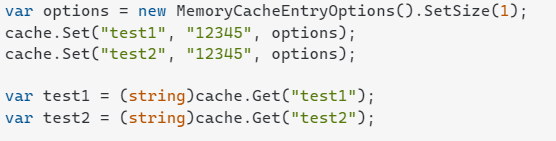 var options = new MemoryCacheEntryOptions().SetSize(1);
cache.Set("test1", "12345", options);
cache.Set("test2", "12345", options);
var test1 = (string)cache.Get("test1");
var test2 = (string)cache.Get("test2");